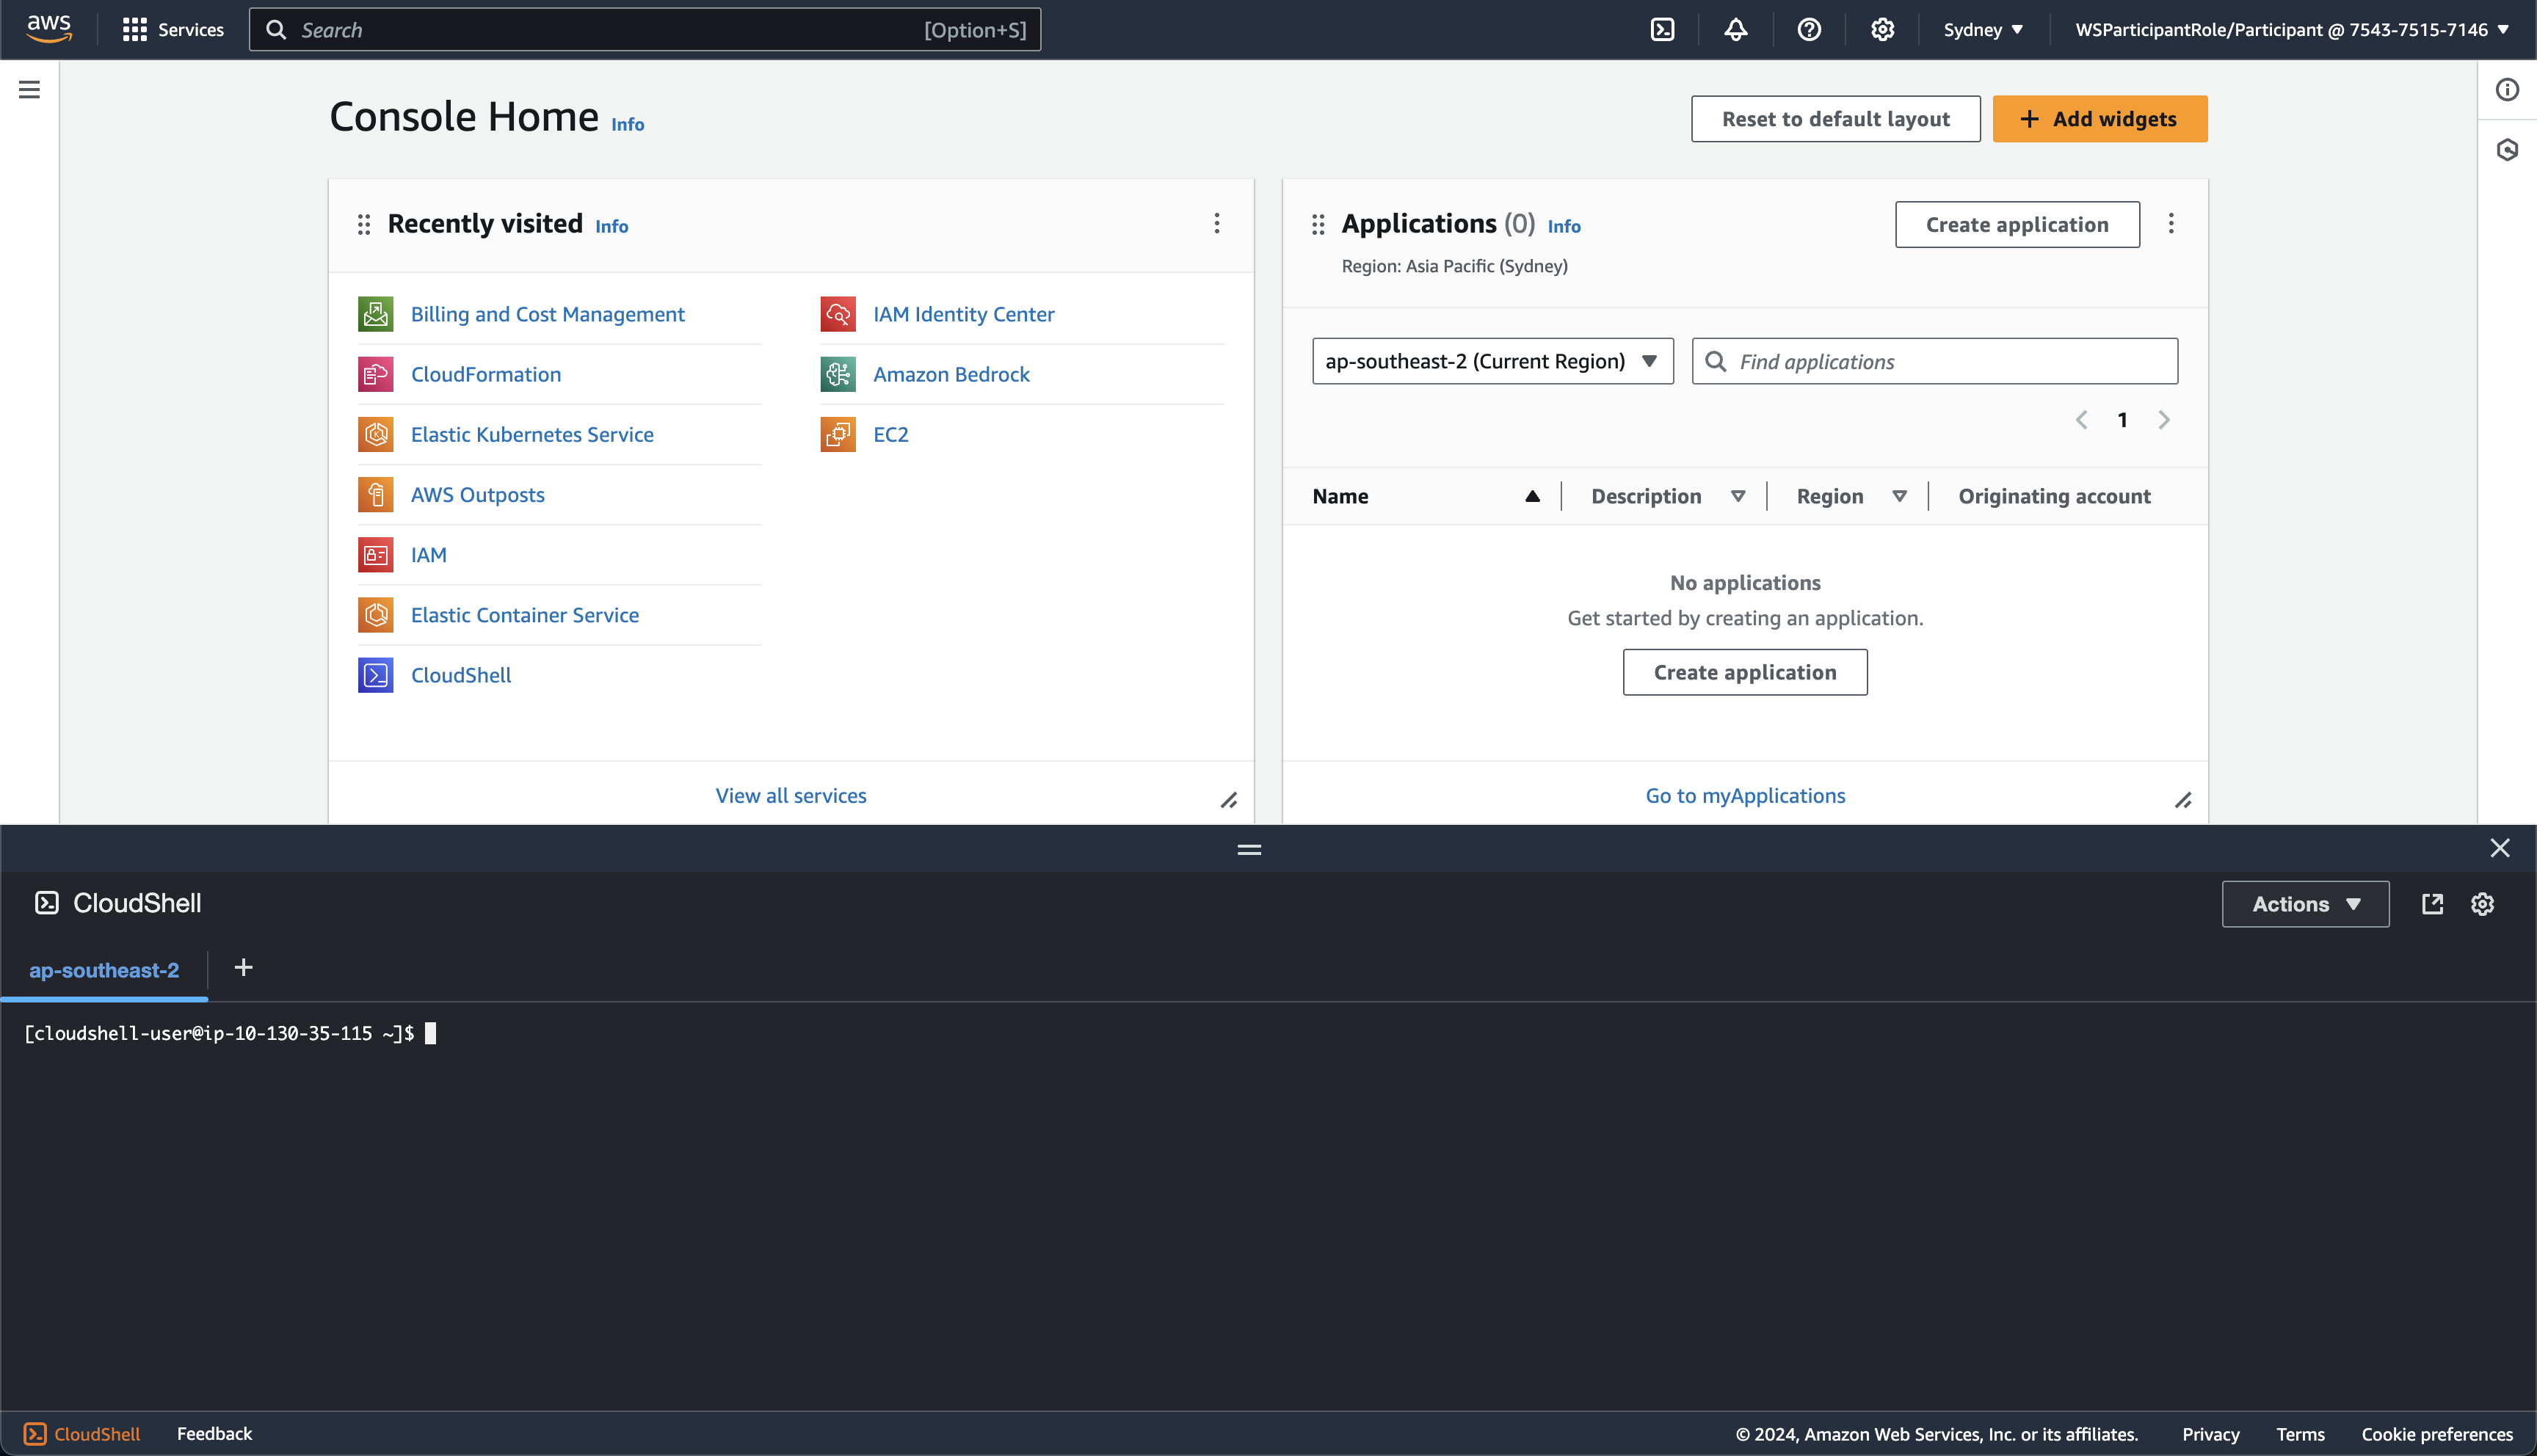 aws
Services
Search [Option+S]
Sydney
WSParticipantRole/Participant @ 7543-7515-7146
Console Home Info
Reset to default layout
Add widgets
Recently visited Info
Billing and Cost Management
CloudFormation
Elastic Kubernetes Service
AWS Outposts
IAM
Elastic Container Service
CloudShell
IAM Identity Center
Amazon Bedrock
EC2
View all services
Applications (0) Info
Region: Asia Pacific (Sydney)
Create application
ap-southeast-2 (Current Region)
Find applications
1
Name Description Region Originating account
No applications
Get started by creating an application.
Create application
Go to myApplications
CloudShell
Actions
ap-southeast-2
[cloudshell-user@ip-10-130-35-115 ~]$
CloudShell Feedback
© 2024, Amazon Web Services, Inc. or its affiliates. Privacy Terms Cookie preferences